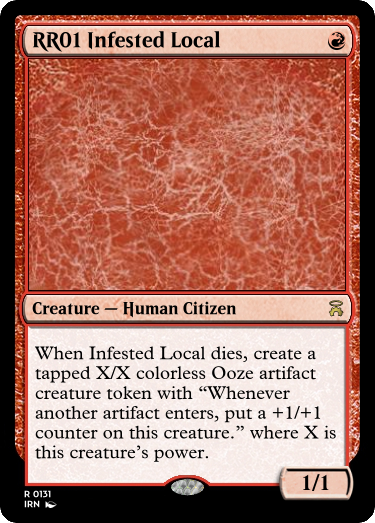 RR01 Infested Local
Creature — Human Citizen
When Infested Local dies, create a
tapped X/X colorless Ooze artifact
creature token with “Whenever
another artifact enters, put a +1/+1
counter on this creature.” where X is
this creature’s power.
1/1
R 0131
IRN